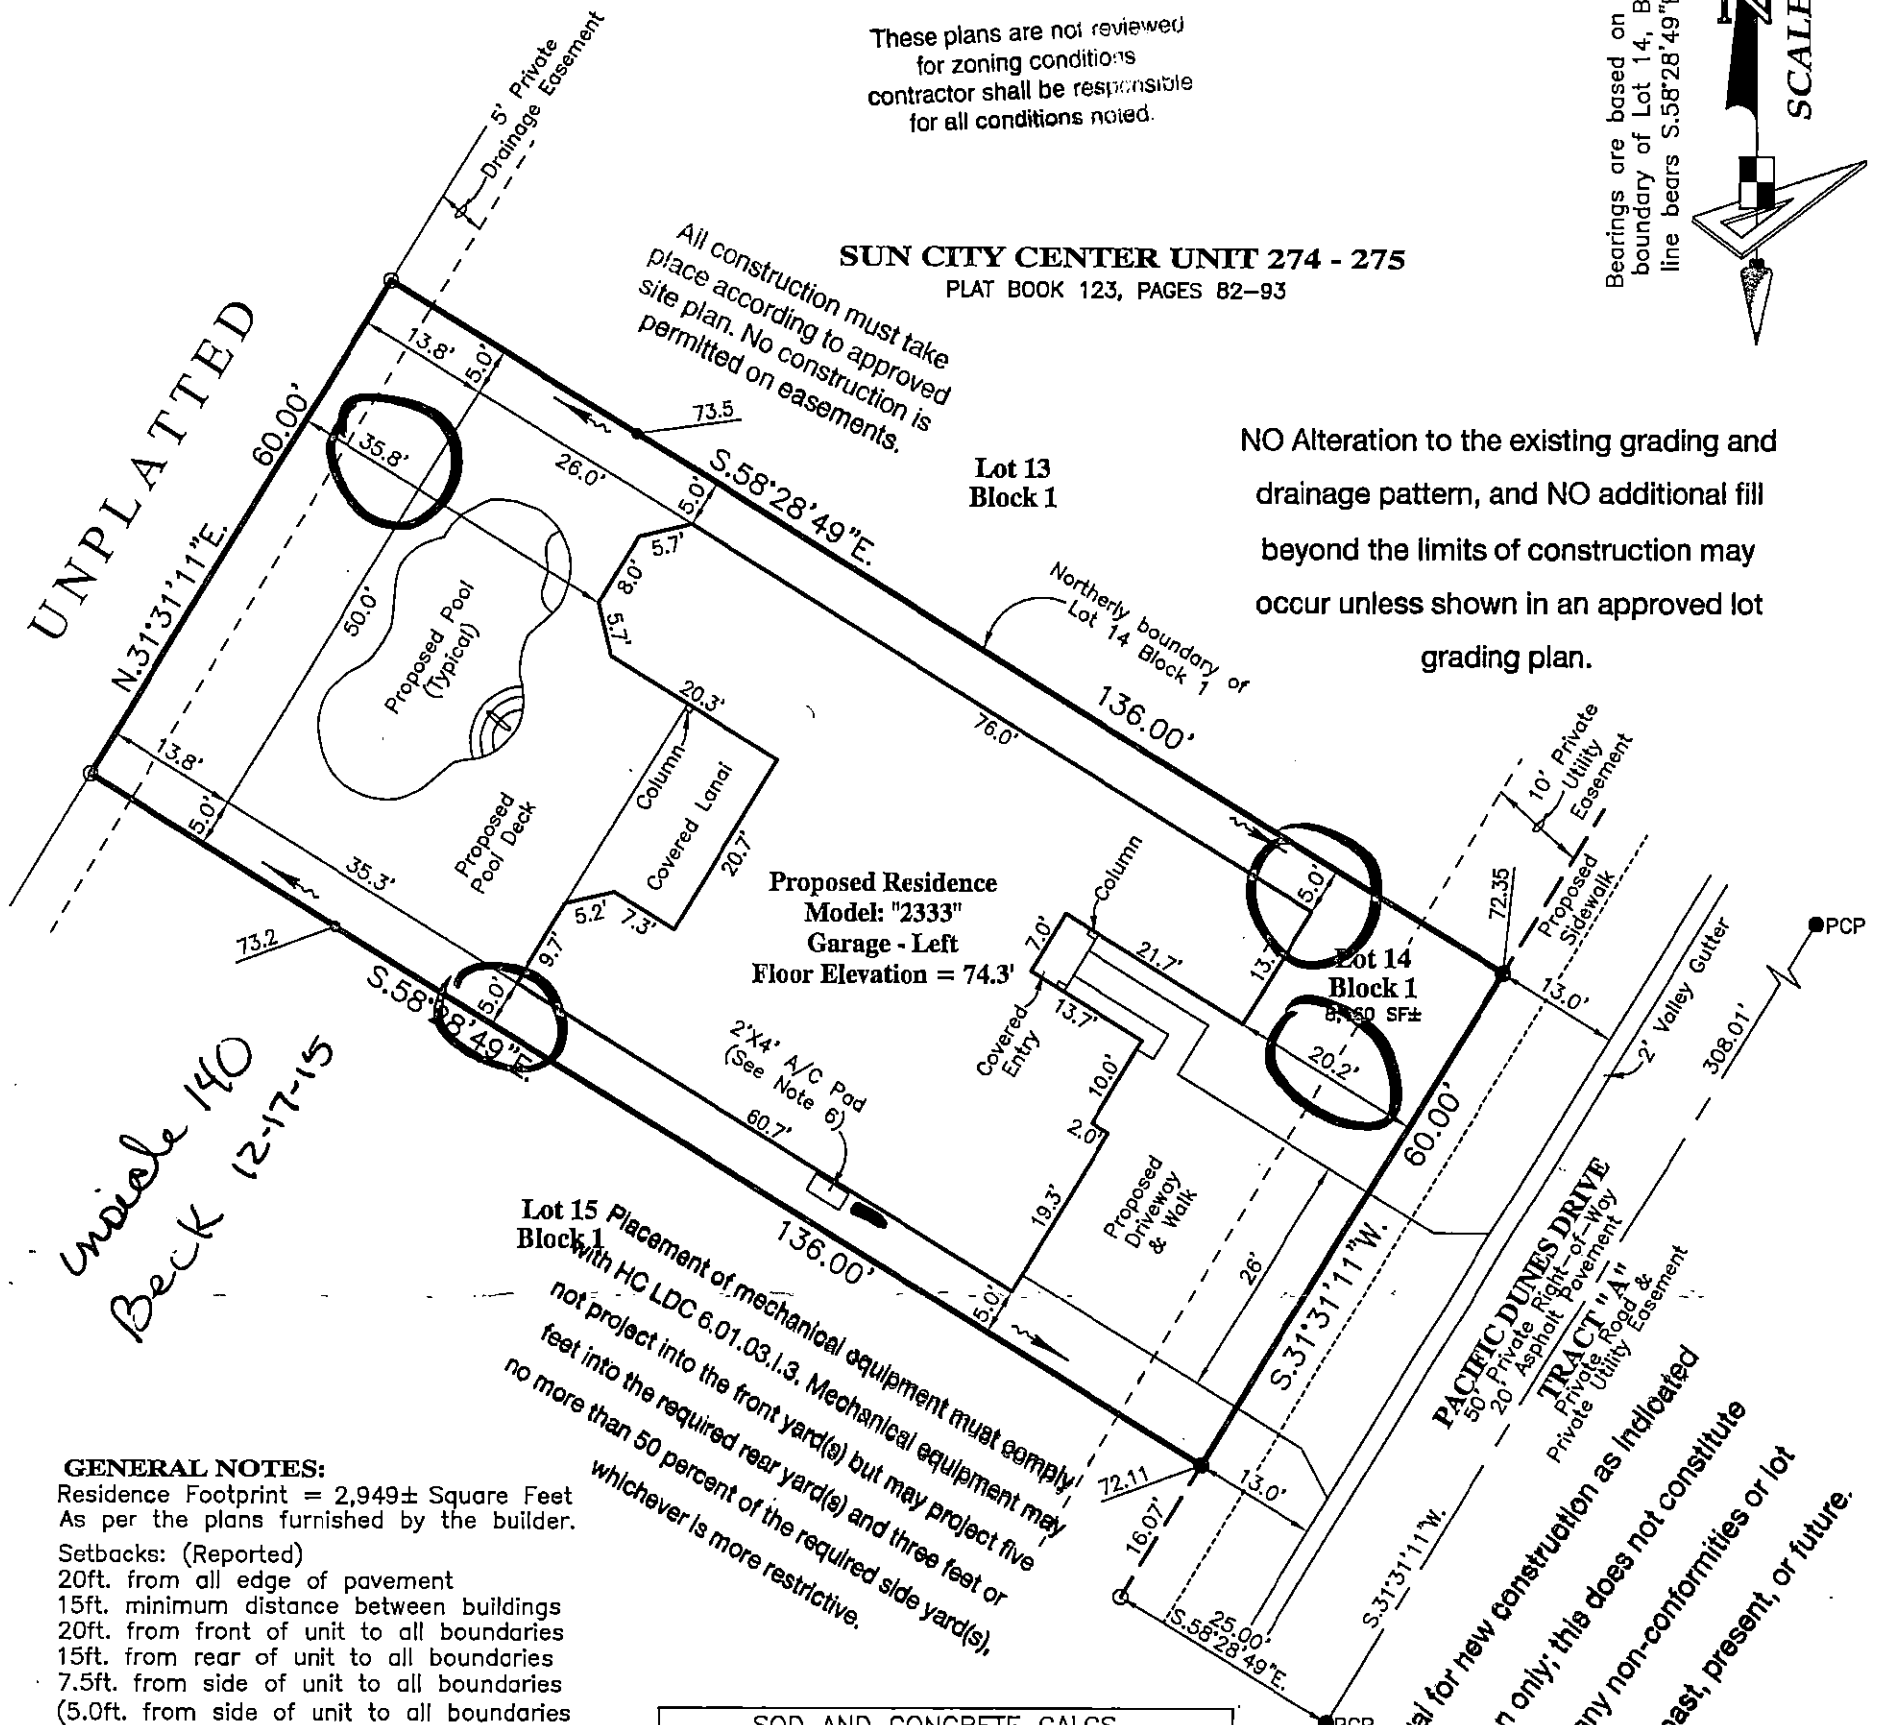 These plans are not reviewed
for zoning conditions
contractor shall be responsible
for all conditions noted.
Bearings are based on
boundary of Lot 14, B
line bears S.58°28'49"E
SCALE
5' Private
Drainage Easement
SUN CITY CENTER UNIT 274 - 275
PLAT BOOK 123, PAGES 82-93
All construction must take
place according to approved
site plan. No construction is
permitted on easements.
UNPLATTED
60.00'
N.31°31'11"E.
13.8'
5.0'
35.8'
26.0'
73.5
5.0'
S.58°28'49"E.
Lot 13
Block 1
NO Alteration to the existing grading and
drainage pattern, and NO additional fill
beyond the limits of construction may
occur unless shown in an approved lot
grading plan.
5.7'
8.0'
5.7'
50.0'
Proposed Pool
(Typical)
Northerly boundary of
Lot 14 Block 1
136.00'
76.0'
20.3'
Column
Covered Lanai
20.7'
13.8'
5.0'
Proposed
Pool Deck
35.3'
5.2'
7.3'
9.7'
5.0'
73.2
S.58°28'49"E.
Proposed Residence
Model: "2333"
Garage - Left
Floor Elevation = 74.3'
Column
7.0'
21.7'
5.0'
13.7'
Covered
Entry
13.7'
10.0'
2.0'
19.3'
Lot 14
Block 1
8,160 SF±
20.2'
72.35
10' Private
Utility
Easement
Proposed
Sidewalk
13.0'
2' Valley Gutter
PCP
308.01'
60.00'
S.31°31'11"W.
Proposed
Driveway
& Walk
26'
2'X4' A/C Pad
(See Note 6)
60.7'
136.00'
5.0'
Beck 12-17-15
Lot 15
Block 1
Placement of mechanical equipment must comply
with HC LDC 6.01.03.I.3. Mechanical equipment may
not project into the front yard(s) but may project five
feet into the required rear yard(s) and three feet or
no more than 50 percent of the required side yard(s),
whichever is more restrictive.
PACIFIC DUNES DRIVE
50' Private Right-of-Way
20' Asphalt Pavement
TRACT "A"
Private Road &
Private Utility Easement
72.11
13.0'
16.07'
25.00'
S.58°28'49"E.
S.31°31'11"W.
PCP
al for new construction as indicated
n only; this does not constitute
any non-conformities or lot
past, present, or future.
GENERAL NOTES:
Residence Footprint = 2,949± Square Feet
As per the plans furnished by the builder.
Setbacks: (Reported)
20ft. from all edge of pavement
15ft. minimum distance between buildings
20ft. from front of unit to all boundaries
15ft. from rear of unit to all boundaries
7.5ft. from side of unit to all boundaries
(5.0ft. from side of unit to all boundaries
SOD AND CONCRETE CALCS